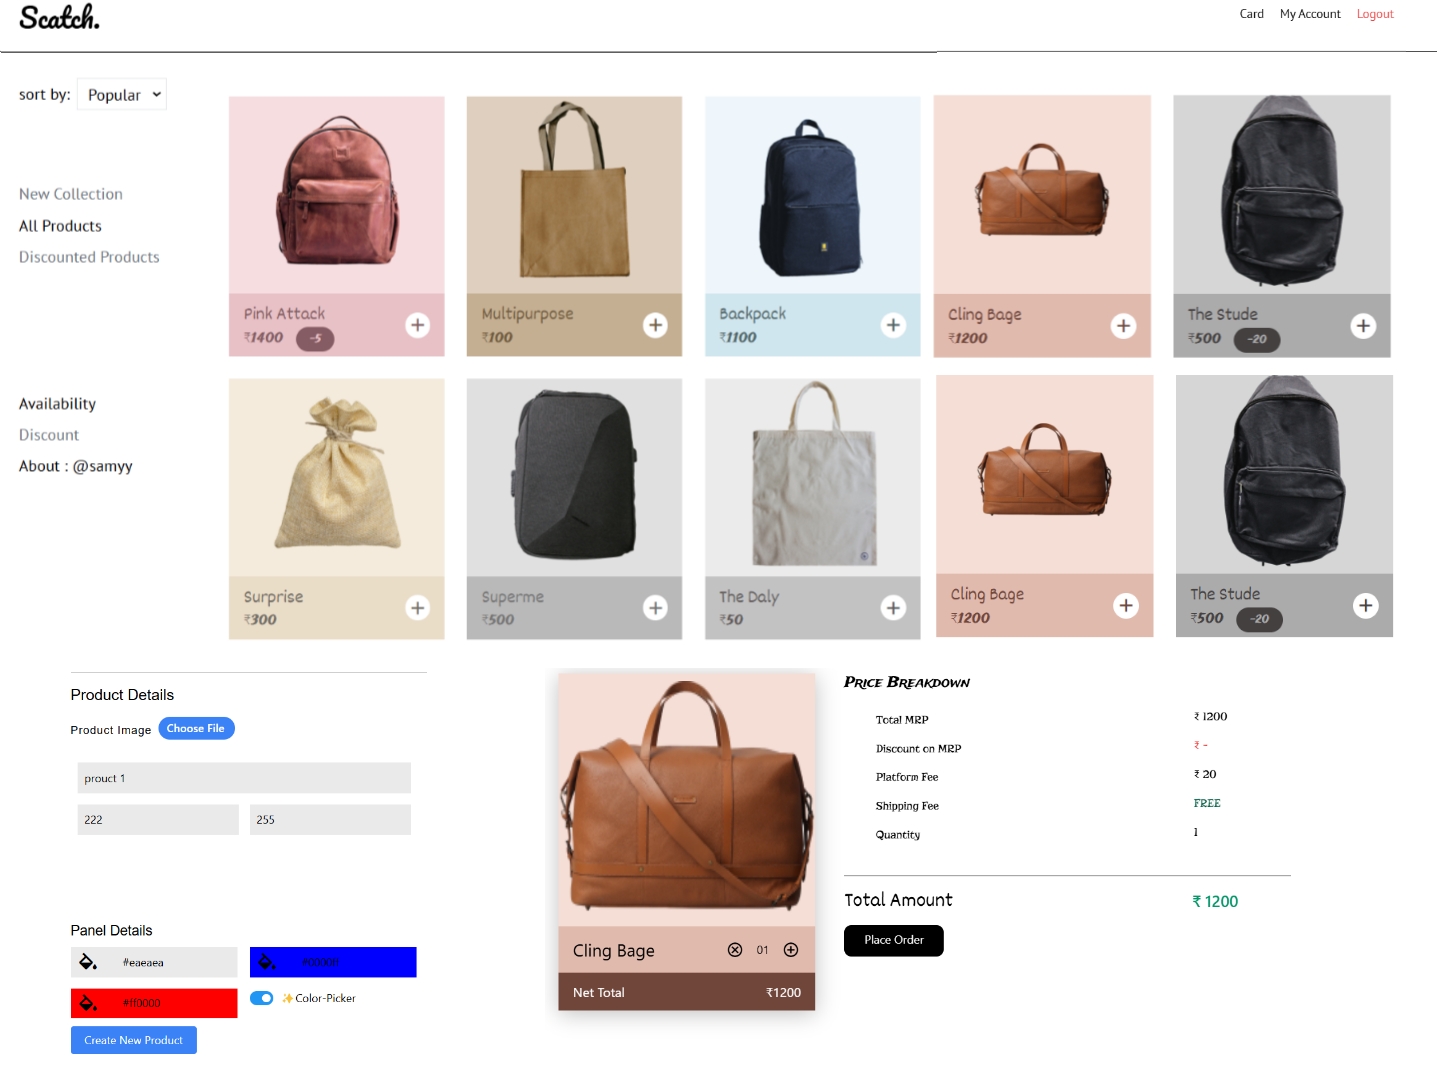 Scatch.
Card My Account Logout
sort by: Popular
New Collection
All Products
Discounted Products
Availability
Discount
About : @samyy
Pink Attack
₹1400 -5
Multipurpose
₹100
Backpack
₹1100
Cling Bage
₹1200
The Stude
₹500 -20
Surprise
₹300
Superme
₹500
The Daly
₹50
Cling Bage
₹1200
The Stude
₹500 -20
Product Details
Product Image Choose File
prouct 1
222 255
Panel Details
#eaeaea
#ff0000
✨Color-Picker
Create New Product
Cling Bage 01
Net Total ₹1200
Price Breakdown
Total MRP ₹ 1200
Discount on MRP ₹ -
Platform Fee ₹ 20
Shipping Fee FREE
Quantity 1
Total Amount ₹ 1200
Place Order